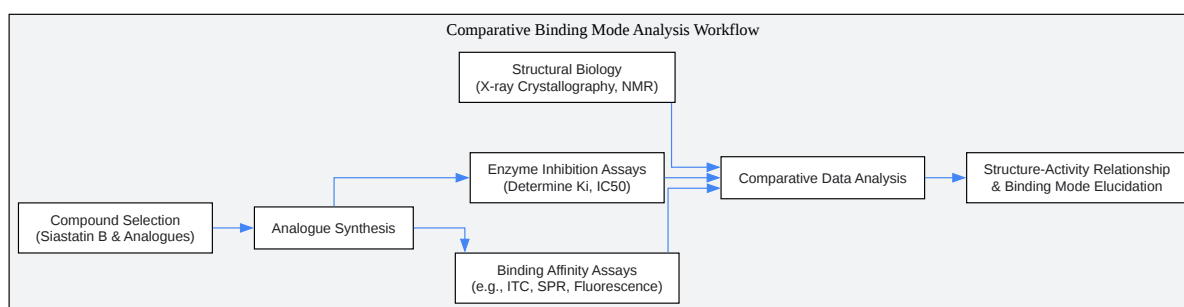 Comparative Binding Mode Analysis Workflow
Structural Biology
(X-ray Crystallography, NMR)
Enzyme Inhibition Assays
(Determine Ki, IC50)
Comparative Data Analysis
Structure-Activity Relationship
& Binding Mode Elucidation
Compound Selection
(Siastatin B & Analogues)
Analogue Synthesis
Binding Affinity Assays
(e.g., ITC, SPR, Fluorescence)